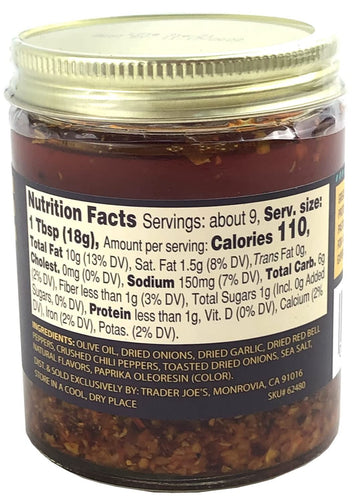 Nutrition Facts Servings: about 9, Serv. size:
1 Tbsp (18g), Amount per serving: Calories 110,
Total Fat 10g (13% DV), Sat. Fat 1.5g (8% DV), Trans Fat 0g,
Cholest. 0mg (0% DV), Sodium 150mg (7% DV), Total Carb. 6g
(2% DV), Fiber less than 1g (3% DV), Total Sugars 1g (Incl. 0g Added
Sugars, 0% DV), Protein less than 1g, Vit. D (0% DV), Calcium (2%
DV), Iron (2% DV), Potas. (2% DV).
INGREDIENTS: OLIVE OIL, DRIED ONIONS, DRIED GARLIC, DRIED RED BELL
PEPPERS, CRUSHED CHILI PEPPERS, TOASTED DRIED ONIONS, SEA SALT,
NATURAL FLAVORS, PAPRIKA OLEORESIN (COLOR).
DIST. & SOLD EXCLUSIVELY BY: TRADER JOE'S, MONROVIA, CA 91016
STORE IN A COOL, DRY PLACE SKU# 62480